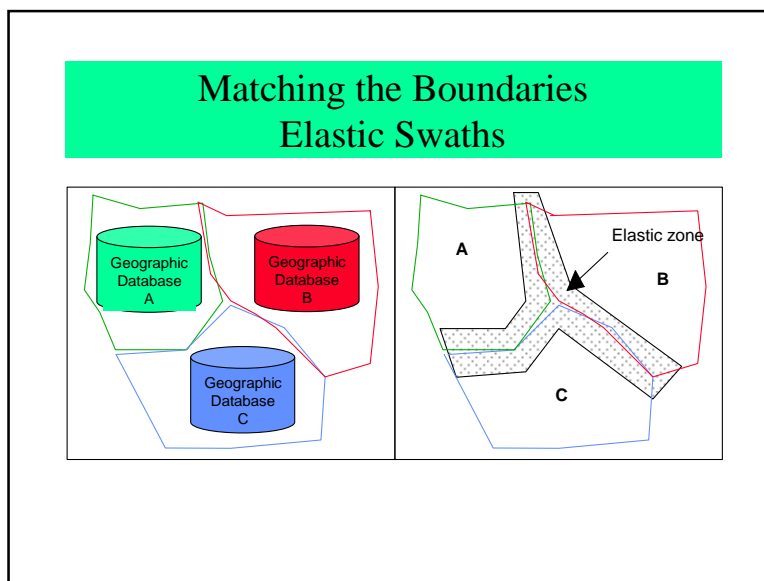 Matching the Boundaries
Elastic Swaths
Geographic
Database
A
Geographic
Database
B
Geographic
Database
C
A
Elastic zone
B
C